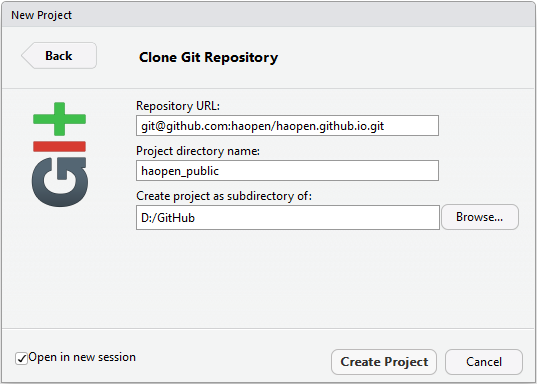 New Project
Back
Clone Git Repository
git
Repository URL:
git@github.com:haopen/haopen.github.io.git
Project directory name:
haopen_public
Create project as subdirectory of:
D:/GitHub
Browse...
Open in new session
Create Project
Cancel